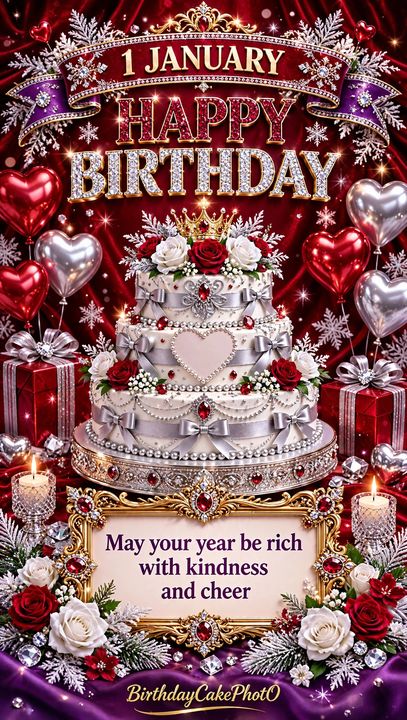 1 JANUARY
HAPPY
BIRTHDAY
May your year be rich
with kindness
and cheer
BirthdayCakePhotO